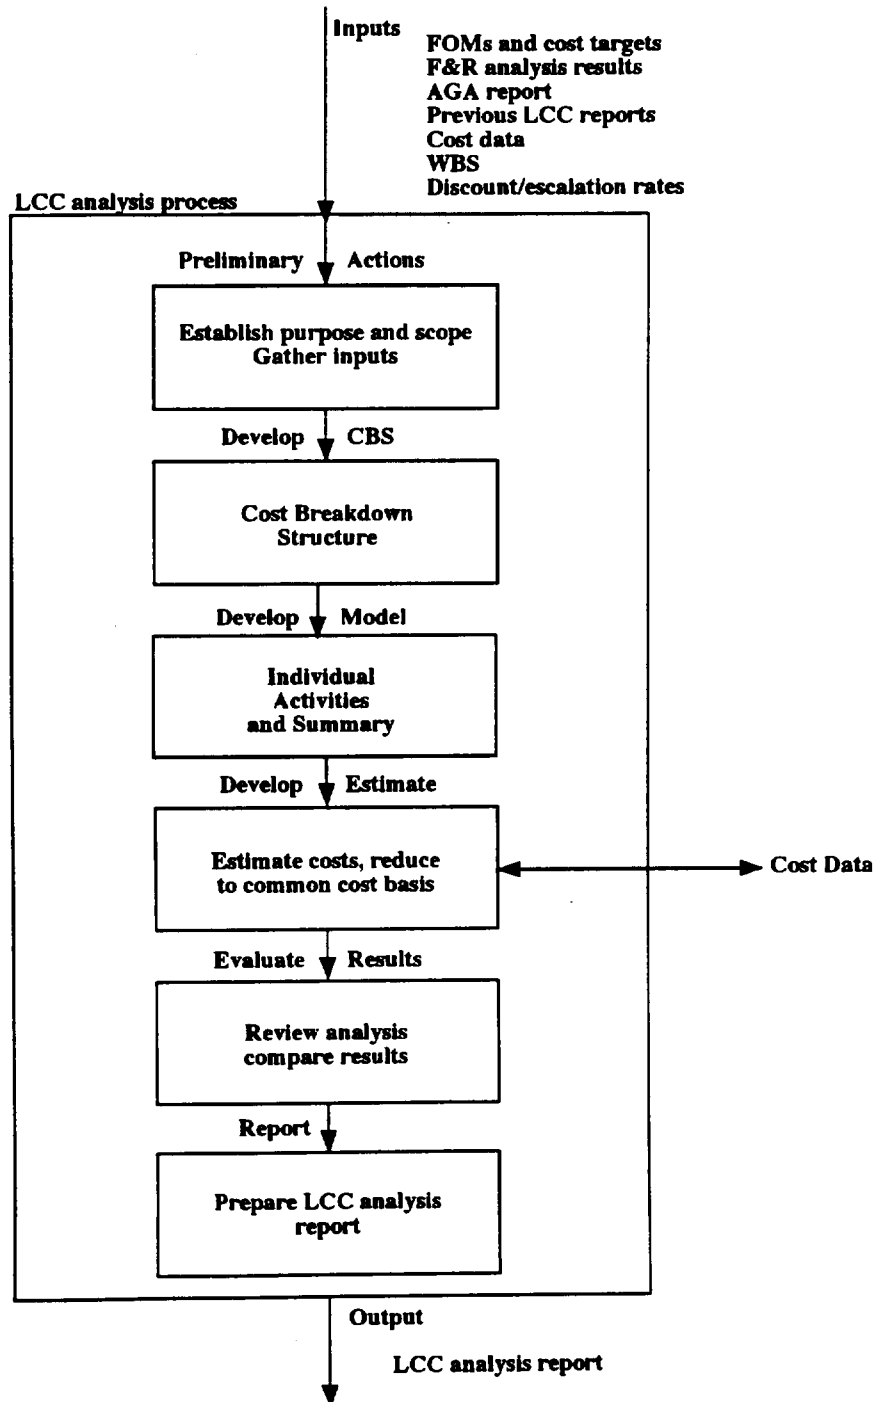 Inputs
FOMs and cost targets
F&R analysis results
AGA report
Previous LCC reports
Cost data
WBS
Discount/escalation rates
LCC analysis process
Preliminary Actions
Establish purpose and scope
Gather inputs
Develop CBS
Cost Breakdown
Structure
Develop Model
Individual
Activities
and Summary
Develop Estimate
Estimate costs, reduce
to common cost basis
Cost Data
Evaluate Results
Review analysis
compare results
Report
Prepare LCC analysis
report
Output
LCC analysis report